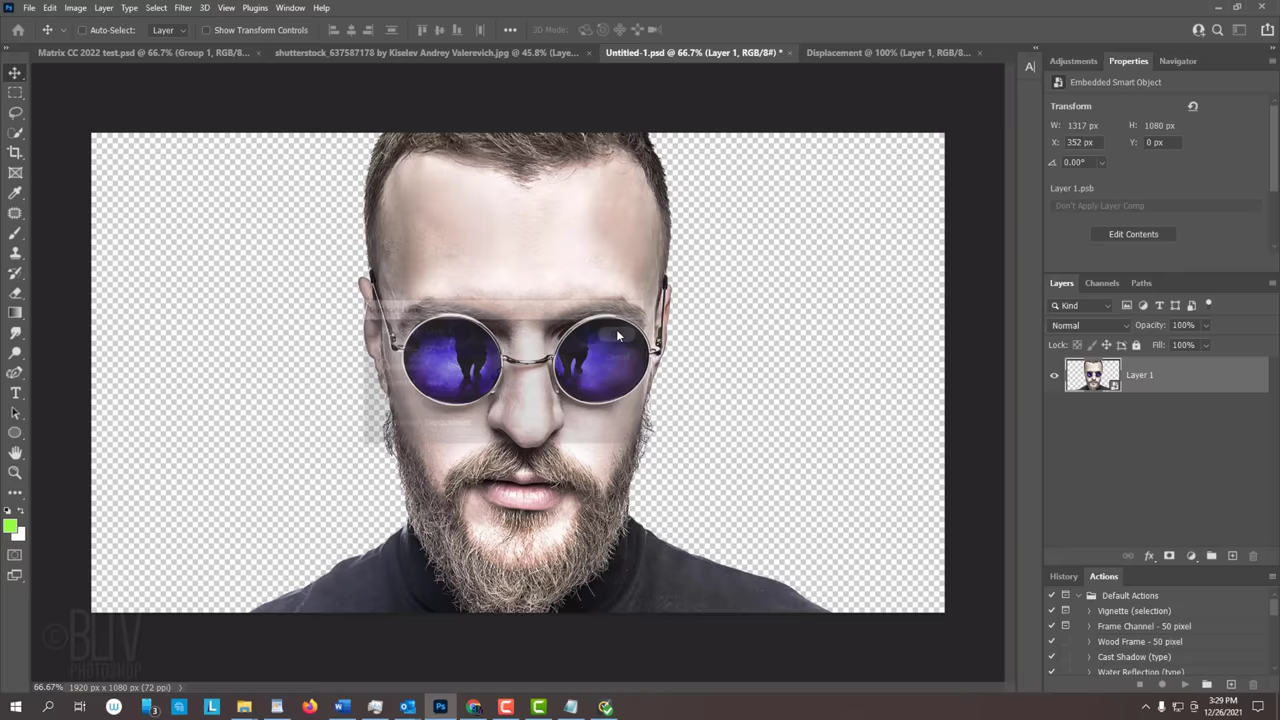 Ps File Edit Image Layer Type Select Filter 3D View Plugins Window Help
Auto-Select: Layer Show Transform Controls 3D Mode:
Matrix CC 2022 test.psd @ 66.7% (Group 1, RGB/8... × shutterstock_637587178 by Kiselev Andrey Valerevich.jpg @ 45.8% (Laye... × Untitled-1.psd @ 66.7% (Layer 1, RGB/8#) * × Displacement @ 100% (Layer 1, RGB/8... ×
Adjustments Properties Navigator
Embedded Smart Object
Transform
W: 1317 px H: 1080 px
X: 352 px Y: 0 px
0.00°
Layer 1.psb
Don't Apply Layer Comp
Edit Contents
Layers Channels Paths
Kind
Normal Opacity: 100%
Lock: Fill: 100%
Layer 1
History Actions
Default Actions
Vignette (selection)
Frame Channel - 50 pixel
Wood Frame - 50 pixel
Cast Shadow (type)
Water Reflection (type)
©BLV
PHOTOSHOP
66.67% 1920 px x 1080 px (72 ppi)
3:29 PM
12/26/2021